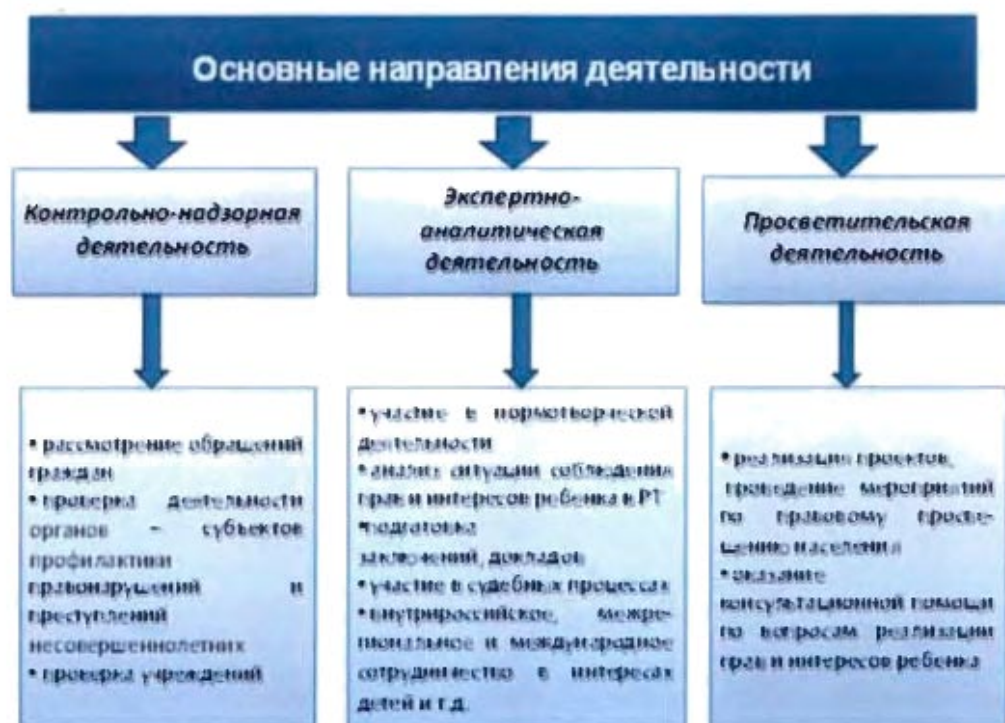 Основные направления деятельности
Контрольно-надзорная
деятельность
Экспертно-
аналитическая
деятельность
Просветительская
деятельность
▪рассмотрение обращений
граждан
▪проверка деятельности
органов – субъектов
профилактики
правонарушений и
преступлений
несовершеннолетних
▪проверка учреждений
▪участие в нормотворческой
деятельности
▪анализ ситуации соблюдения
прав и интересов ребенка в РТ
▪подготовка
заключений, докладов
▪участие в судебных процессах
▪внутрироссийское, межре-
гиональное и международное
сотрудничество в интересах
детей и т.д.
▪реализация проектов,
проведение мероприятий
по правовому просве-
щению населения
▪оказание
консультационной помощи
по вопросам реализации
прав и интересов ребенка